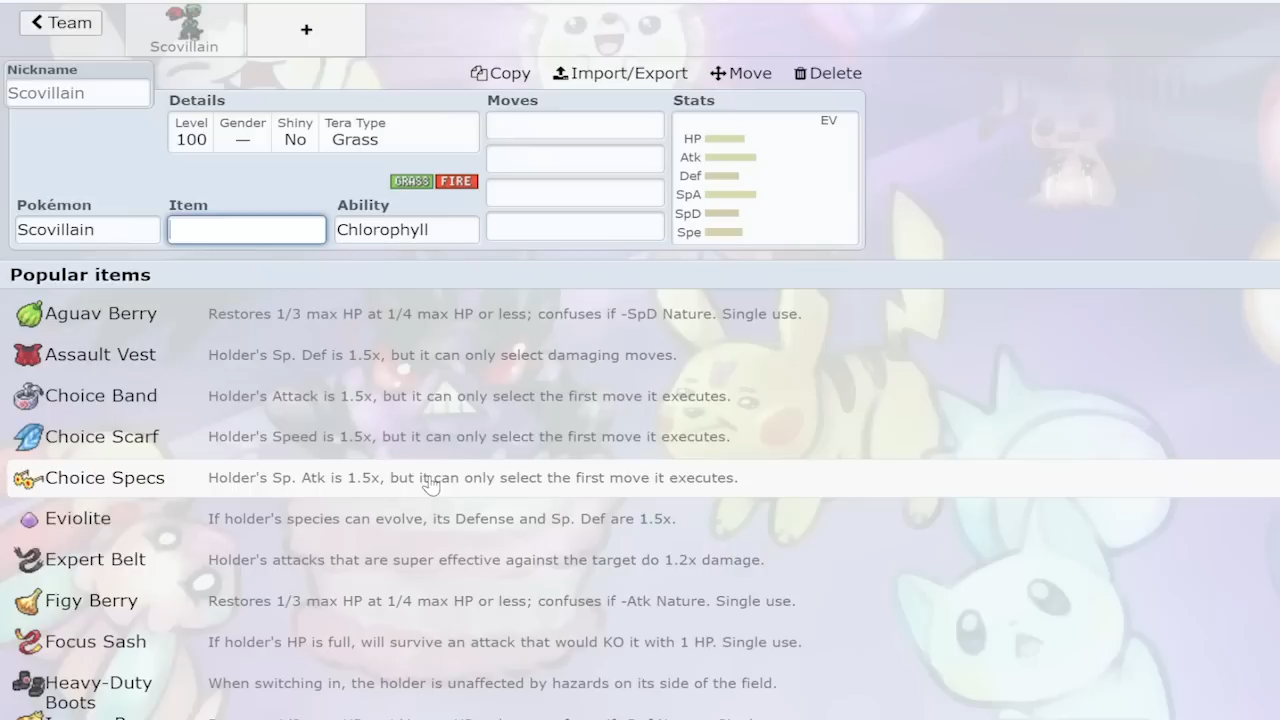 Team
Scovillain
+
Nickname
Scovillain
Copy Import/Export Move Delete
Details
Level Gender Shiny Tera Type
100 — No Grass
GRASS FIRE
Pokémon Item Ability
Scovillain Chlorophyll
Moves
Stats
EV
HP
Atk
Def
SpA
SpD
Spe
Popular items
Aguav Berry Restores 1/3 max HP at 1/4 max HP or less; confuses if -SpD Nature. Single use.
Assault Vest Holder's Sp. Def is 1.5x, but it can only select damaging moves.
Choice Band Holder's Attack is 1.5x, but it can only select the first move it executes.
Choice Scarf Holder's Speed is 1.5x, but it can only select the first move it executes.
Choice Specs Holder's Sp. Atk is 1.5x, but it can only select the first move it executes.
Eviolite If holder's species can evolve, its Defense and Sp. Def are 1.5x.
Expert Belt Holder's attacks that are super effective against the target do 1.2x damage.
Figy Berry Restores 1/3 max HP at 1/4 max HP or less; confuses if -Atk Nature. Single use.
Focus Sash If holder's HP is full, will survive an attack that would KO it with 1 HP. Single use.
Heavy-Duty Boots When switching in, the holder is unaffected by hazards on its side of the field.